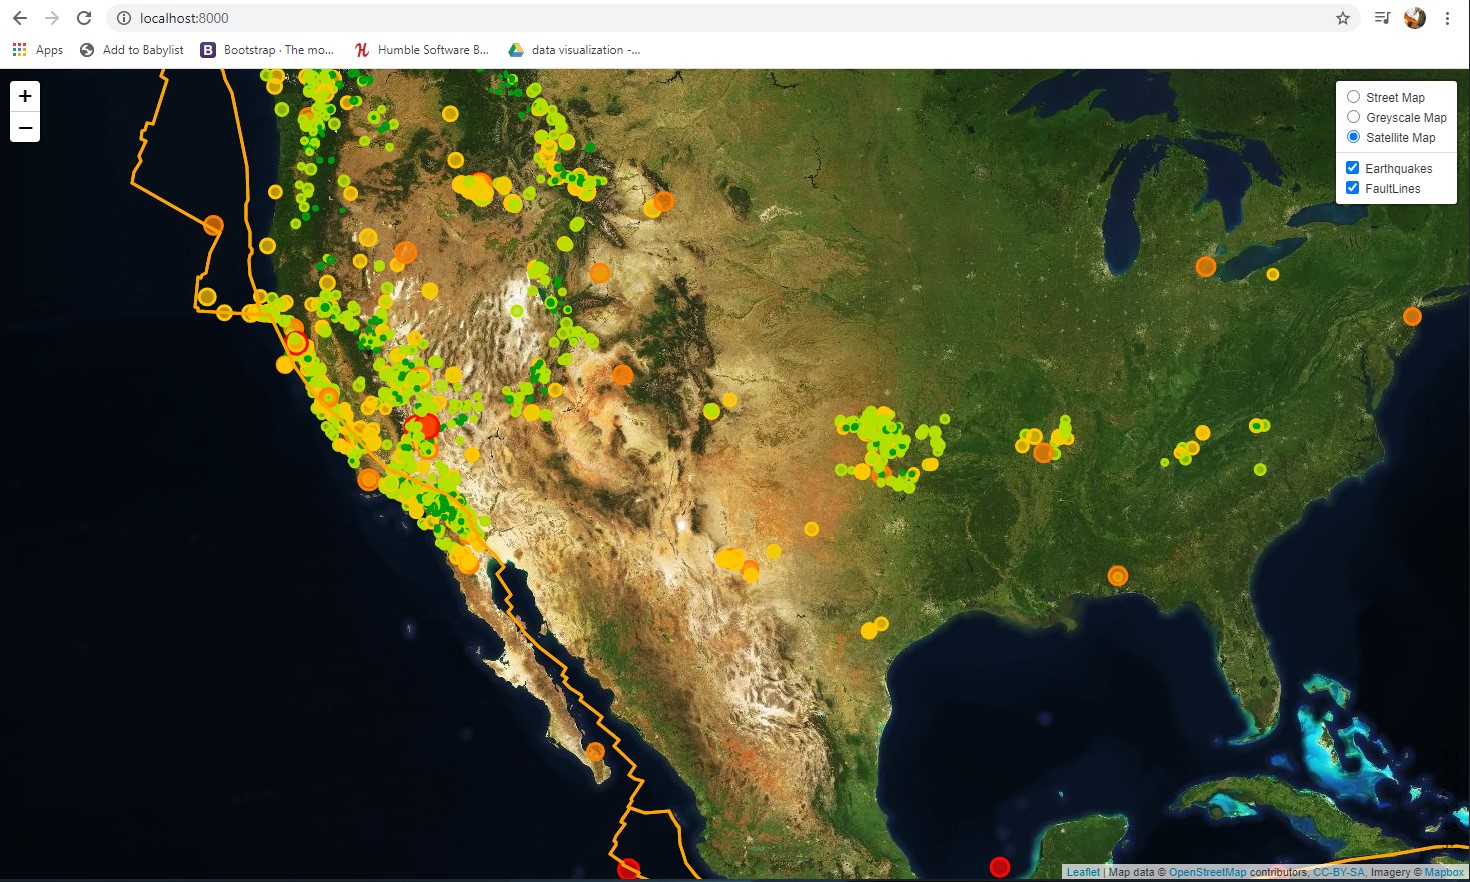 localhost:8000
Apps Add to Babylist Bootstrap · The mo... Humble Software B... data visualization -...
+
−
Street Map
Greyscale Map
Satellite Map
Earthquakes
FaultLines
Leaflet | Map data © OpenStreetMap contributors, CC-BY-SA, Imagery © Mapbox